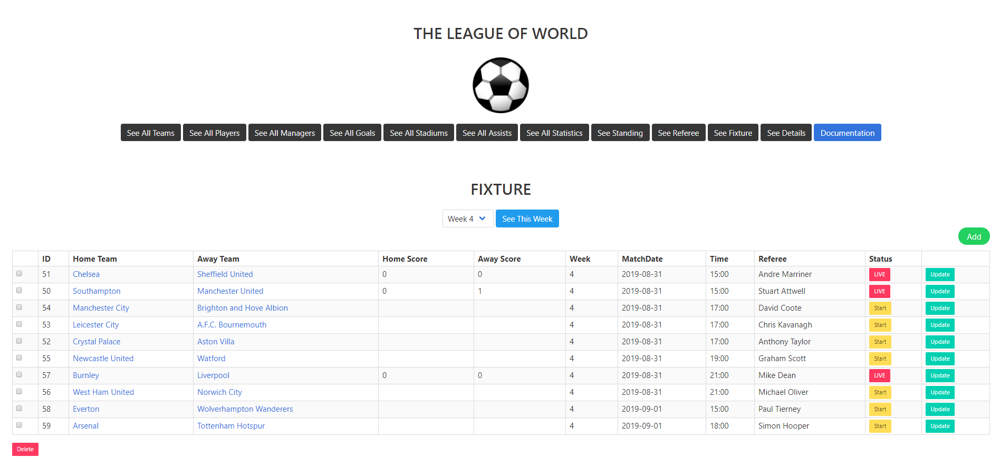 THE LEAGUE OF WORLD
See All Teams See All Players See All Managers See All Goals See All Stadiums See All Assists See All Statistics See Standing See Referee See Fixture See Details Documentation
FIXTURE
Week 4 See This Week
Add
ID Home Team Away Team Home Score Away Score Week MatchDate Time Referee Status
51 Chelsea Sheffield United 0 0 4 2019-08-31 15:00 Andre Marriner LIVE Update
50 Southampton Manchester United 0 1 4 2019-08-31 15:00 Stuart Attwell LIVE Update
54 Manchester City Brighton and Hove Albion 4 2019-08-31 17:00 David Coote Start Update
53 Leicester City A.F.C. Bournemouth 4 2019-08-31 17:00 Chris Kavanagh Start Update
52 Crystal Palace Aston Villa 4 2019-08-31 17:00 Anthony Taylor Start Update
55 Newcastle United Watford 4 2019-08-31 19:00 Graham Scott Start Update
57 Burnley Liverpool 0 0 4 2019-08-31 21:00 Mike Dean LIVE Update
56 West Ham United Norwich City 4 2019-08-31 21:00 Michael Oliver Start Update
58 Everton Wolverhampton Wanderers 4 2019-09-01 15:00 Paul Tierney Start Update
59 Arsenal Tottenham Hotspur 4 2019-09-01 18:00 Simon Hooper Start Update
Delete